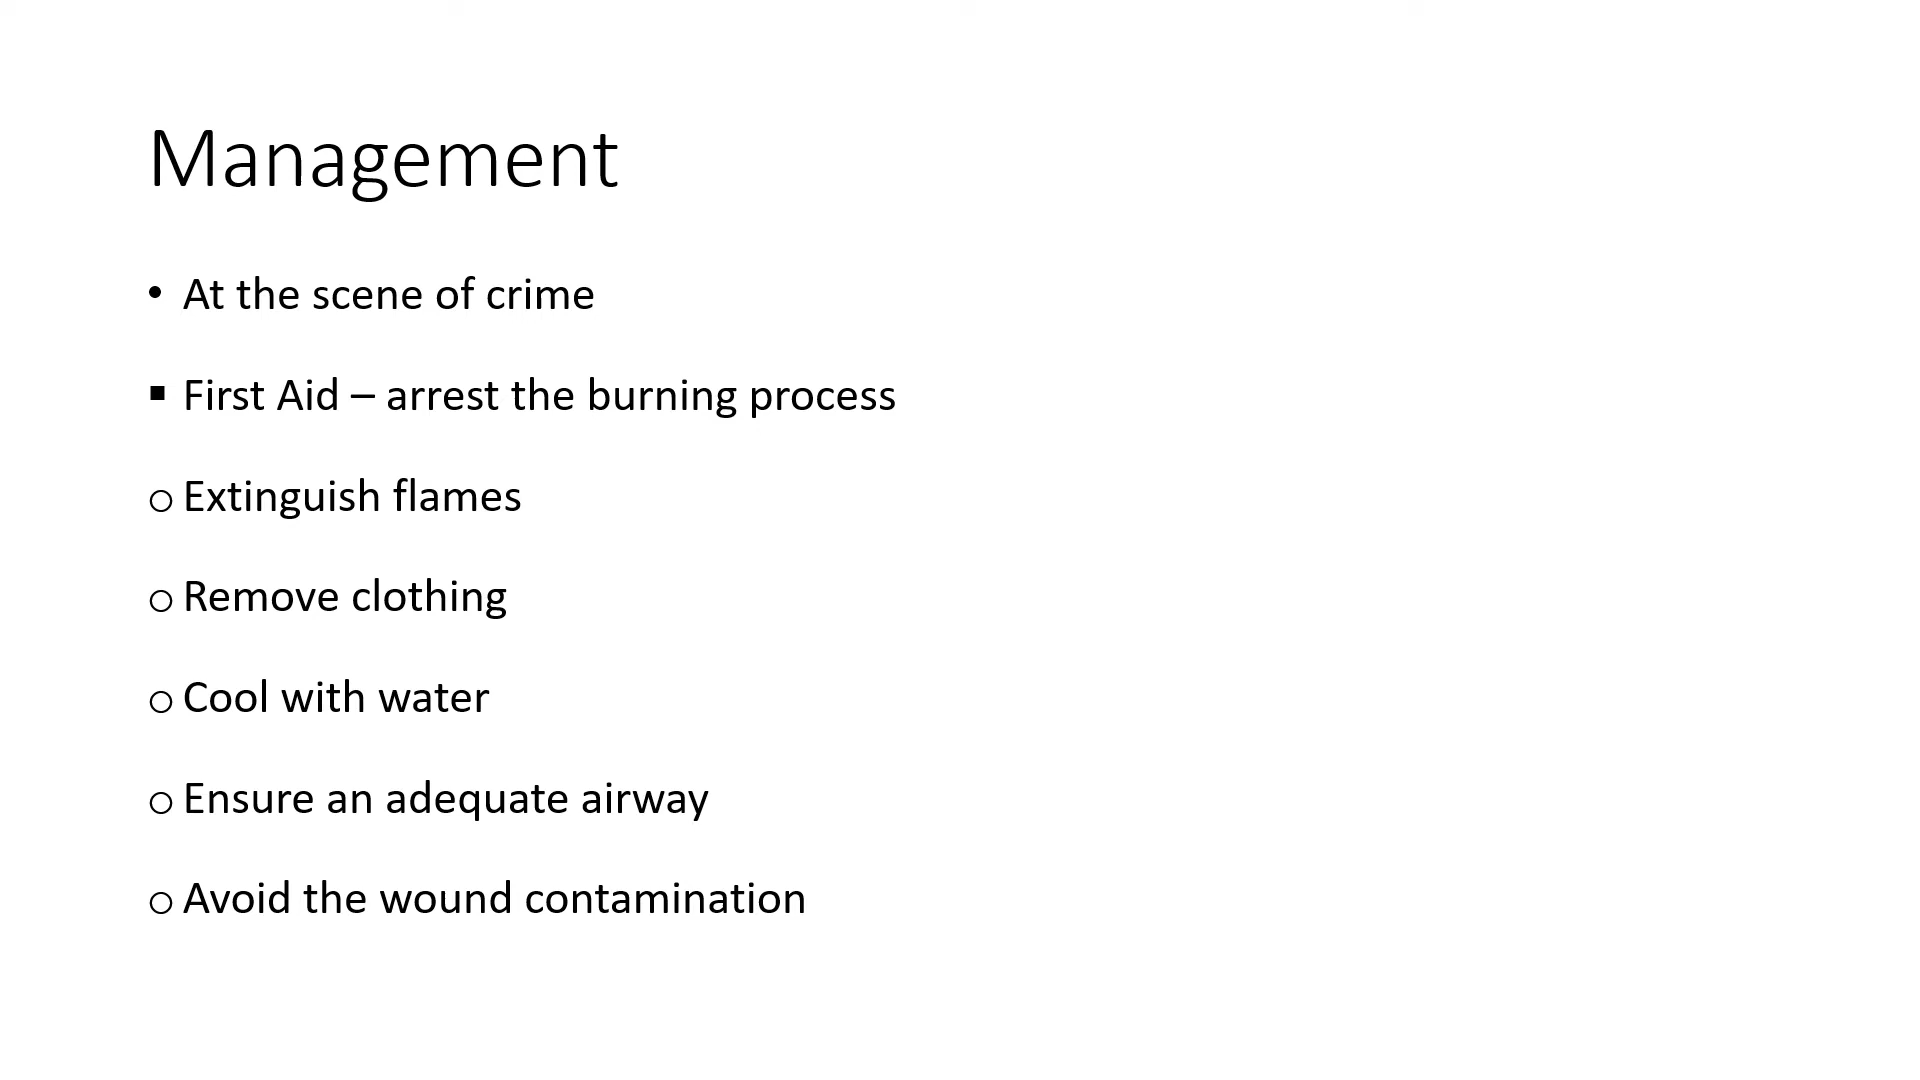 Management
• At the scene of crime
▪ First Aid – arrest the burning process
o Extinguish flames
o Remove clothing
o Cool with water
o Ensure an adequate airway
o Avoid the wound contamination